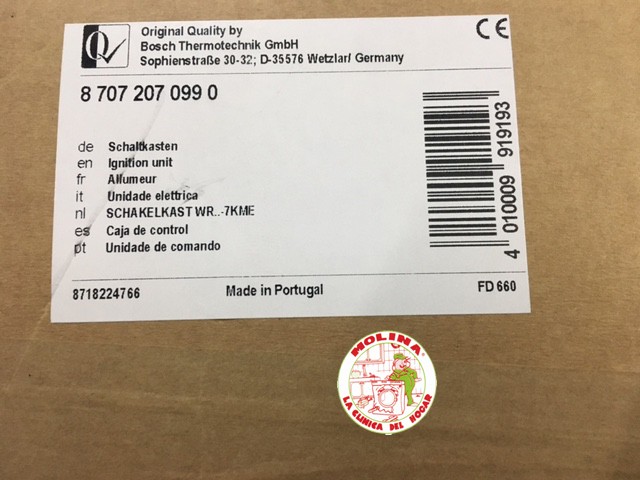 Original Quality by
Bosch Thermotechnik GmbH
Sophienstraße 30-32; D-35576 Wetzlar/ Germany
CE
8 707 207 099 0
de Schaltkasten
en Ignition unit
fr Allumeur
it Unidade elettrica
nl SCHAKELKAST WR..-7KME
es Caja de control
pt Unidade de comando
4 010009 919193
8718224766 Made in Portugal FD 660
MOLINA
LA CLINICA DEL HOGAR